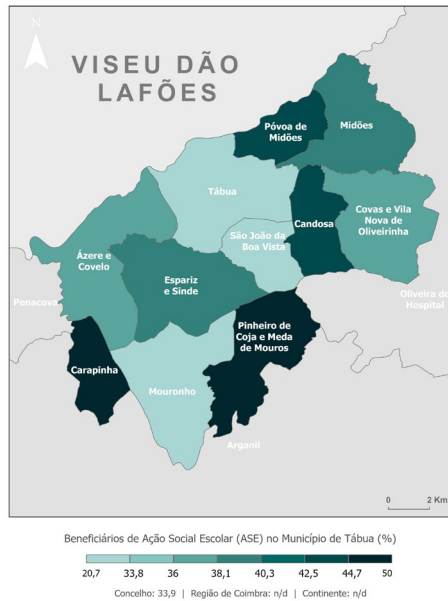 N
VISEU DÃO
LAFÕES
Póvoa de
Midões
Midões
Tábua
Candosa
Covas e Vila
Nova de
Oliveirinha
São João da
Boa Vista
Ázere e
Covelo
Espariz
e Sinde
Penacova
Oliveira do
Hospital
Pinheiro de
Coja e Meda
de Mouros
Carapinha
Mouronho
Arganil
0 2 Km
Beneficiários de Ação Social Escolar (ASE) no Município de Tábua (%)
20,7 33,8 36 38,1 40,3 42,5 44,7 50
Concelho: 33,9 | Região de Coimbra: n/d | Continente: n/d